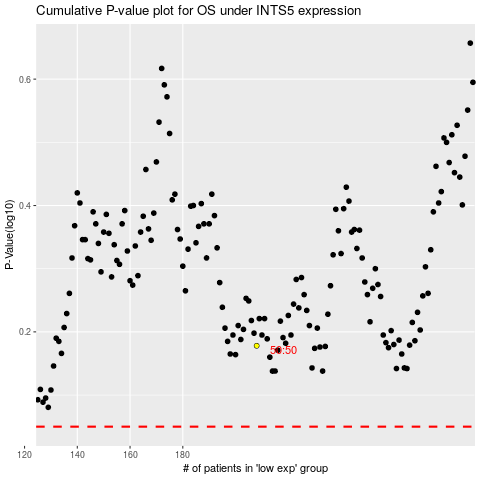 Cumulative P-value plot for OS under INTS5 expression
P-Value(log10)
0.6
0.4
0.2
50:50
120 140 160 180
# of patients in 'low exp' group